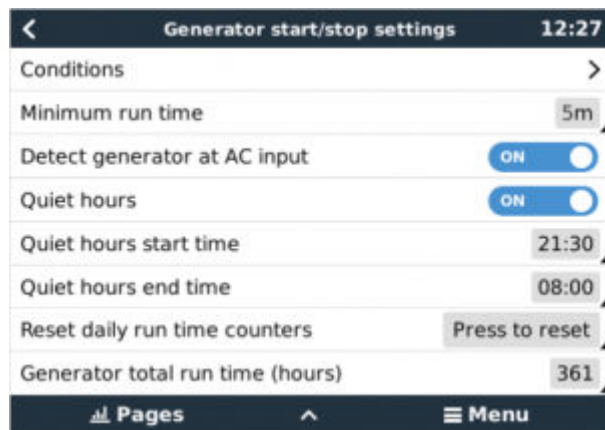 Generator start/stop settings 12:27
Conditions
Minimum run time 5m
Detect generator at AC input ON
Quiet hours ON
Quiet hours start time 21:30
Quiet hours end time 08:00
Reset daily run time counters Press to reset
Generator total run time (hours) 361
Pages Menu